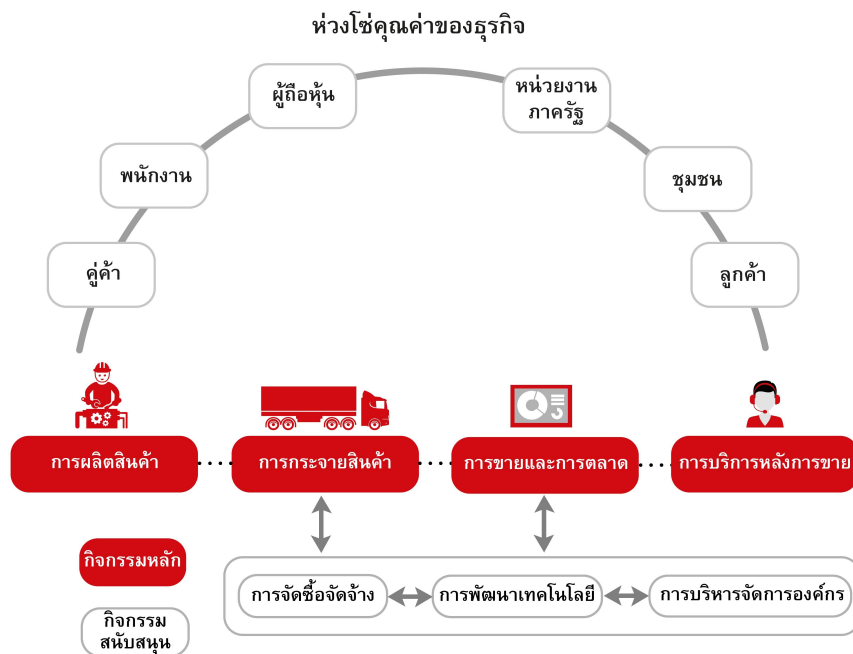 ห่วงโซ่คุณค่าของธุรกิจ
ผู้ถือหุ้น
หน่วยงาน
ภาครัฐ
พนักงาน
ชุมชน
คู่ค้า
ลูกค้า
การผลิตสินค้า
การกระจายสินค้า
การขายและการตลาด
การบริการหลังการขาย
กิจกรรมหลัก
การจัดซื้อจัดจ้าง
การพัฒนาเทคโนโลยี
การบริหารจัดการองค์กร
กิจกรรม
สนับสนุน